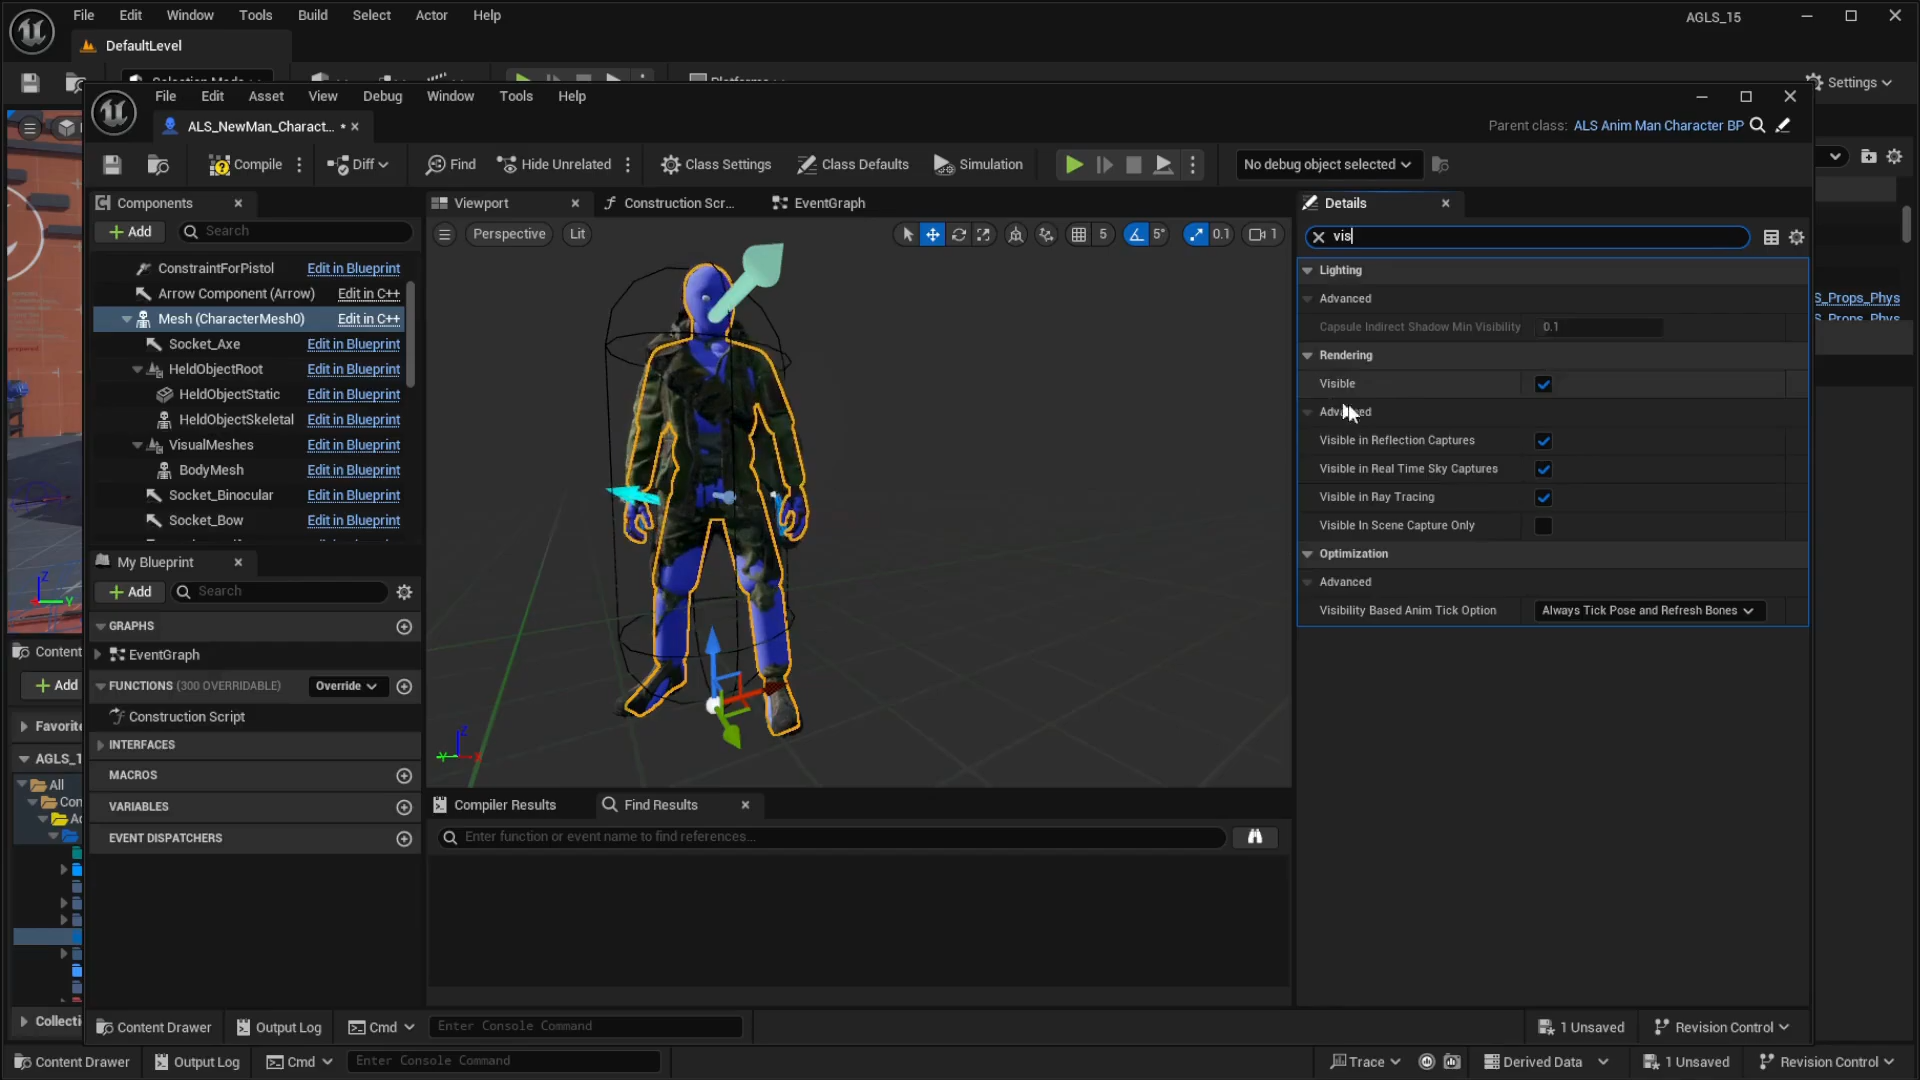 File Edit Window Tools Build Select Actor Help
AGLS_15
DefaultLevel
Settings
File Edit Asset View Debug Window Tools Help
ALS_NewMan_Charact... *
Parent class: ALS Anim Man Character BP
Compile Diff Find Hide Unrelated Class Settings Class Defaults Simulation No debug object selected
Components
Add Search
ConstraintForPistol Edit in Blueprint
Arrow Component (Arrow) Edit in C++
Mesh (CharacterMesh0) Edit in C++
Socket_Axe Edit in Blueprint
HeldObjectRoot Edit in Blueprint
HeldObjectStatic Edit in Blueprint
HeldObjectSkeletal Edit in Blueprint
VisualMeshes Edit in Blueprint
BodyMesh Edit in Blueprint
Socket_Binocular Edit in Blueprint
Socket_Bow Edit in Blueprint
My Blueprint
Add Search
GRAPHS
EventGraph
FUNCTIONS (300 OVERRIDABLE) Override
Construction Script
INTERFACES
MACROS
VARIABLES
EVENT DISPATCHERS
Viewport Construction Scr... EventGraph
Perspective Lit 5 5° 0.1 1
Z
Y
Compiler Results Find Results
Enter function or event name to find references...
Details
vis
Lighting
Advanced
Capsule Indirect Shadow Min Visibility 0.1
Rendering
Visible
Advanced
Visible in Reflection Captures
Visible in Real Time Sky Captures
Visible in Ray Tracing
Visible In Scene Capture Only
Optimization
Advanced
Visibility Based Anim Tick Option Always Tick Pose and Refresh Bones
S_Props_Phys
S_Props_Phys
Z
Y
Content
Add
Favorite
AGLS_1
All
Con
Ad
Collecti
Content Drawer Output Log Cmd Enter Console Command 1 Unsaved Revision Control
Content Drawer Output Log Cmd Enter Console Command Trace Derived Data 1 Unsaved Revision Control